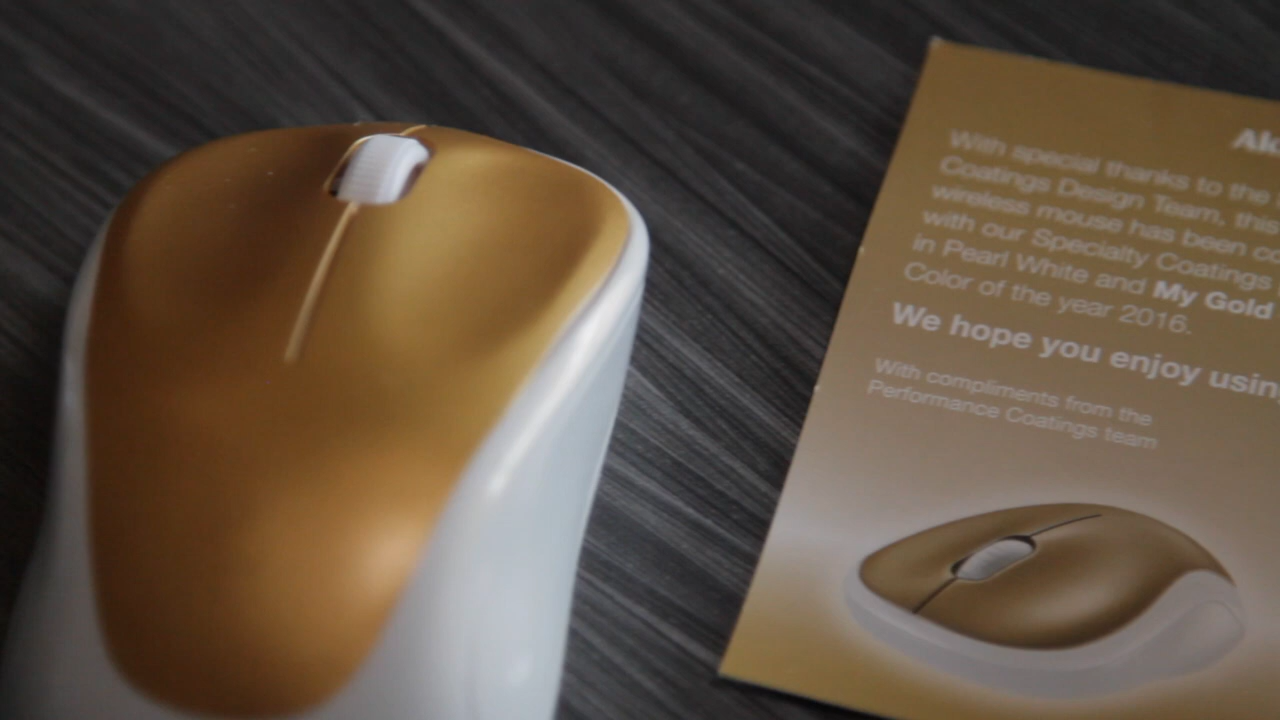 Ak
With special thanks to the
Coatings Design Team, this
wireless mouse has been co
with our Specialty Coatings
in Pearl White and My Gold
Color of the year 2016.
We hope you enjoy usin
With compliments from the
Performance Coatings team